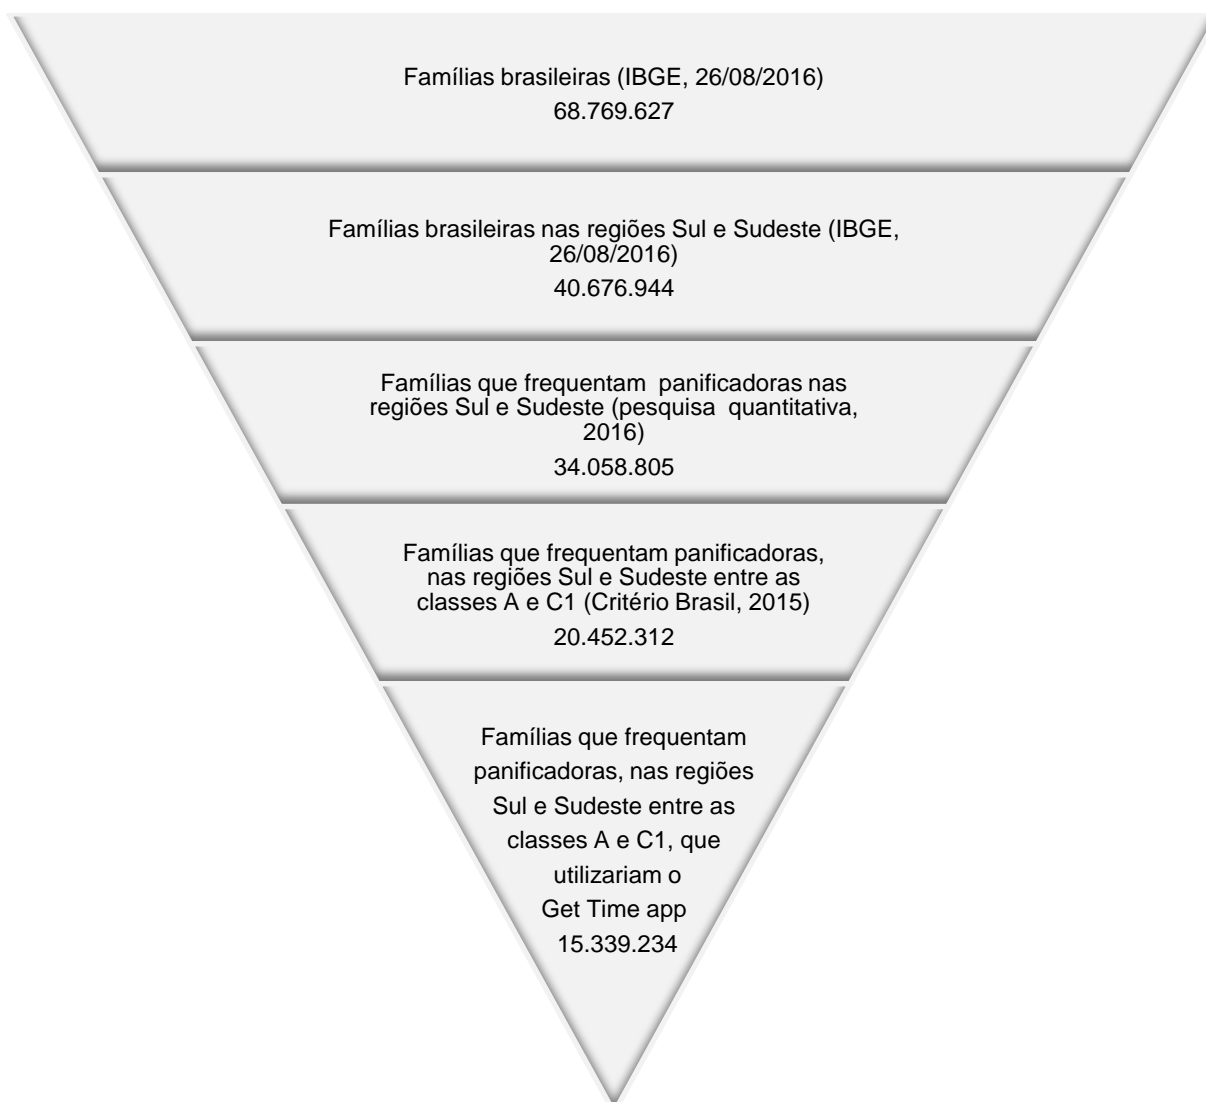 Famílias brasileiras (IBGE, 26/08/2016)
68.769.627
Famílias brasileiras nas regiões Sul e Sudeste (IBGE,
26/08/2016)
40.676.944
Famílias que frequentam panificadoras nas
regiões Sul e Sudeste (pesquisa quantitativa,
2016)
34.058.805
Famílias que frequentam panificadoras,
nas regiões Sul e Sudeste entre as
classes A e C1 (Critério Brasil, 2015)
20.452.312
Famílias que frequentam
panificadoras, nas regiões
Sul e Sudeste entre as
classes A e C1, que
utilizariam o
Get Time app
15.339.234